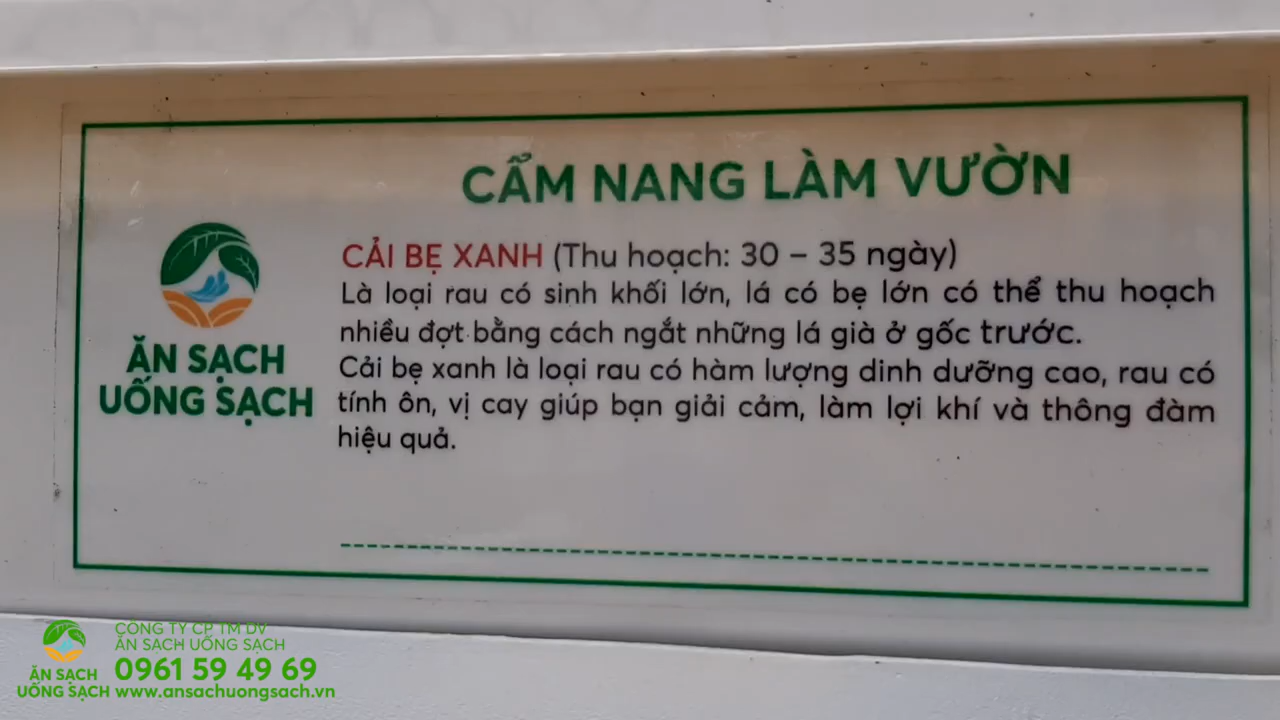 CẨM NANG LÀM VƯỜN
CẢI BẸ XANH (Thu hoạch: 30 – 35 ngày)
Là loại rau có sinh khối lớn, lá có bẹ lớn có thể thu hoạch
nhiều đợt bằng cách ngắt những lá già ở gốc trước.
Cải bẹ xanh là loại rau có hàm lượng dinh dưỡng cao, rau có
tính ôn, vị cay giúp bạn giải cảm, làm lợi khí và thông đàm
hiệu quả.
ĂN SẠCH
UỐNG SẠCH
ĂN SẠCH
UỐNG SẠCH
CÔNG TY CP TM DV
ĂN SẠCH UỐNG SẠCH
0961 59 49 69
www.ansachuongsach.vn